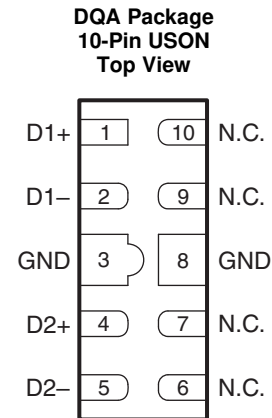 DQA Package
10-Pin USON
Top View
D1+ 1 10 N.C.
D1– 2 9 N.C.
GND 3 8 GND
D2+ 4 7 N.C.
D2– 5 6 N.C.